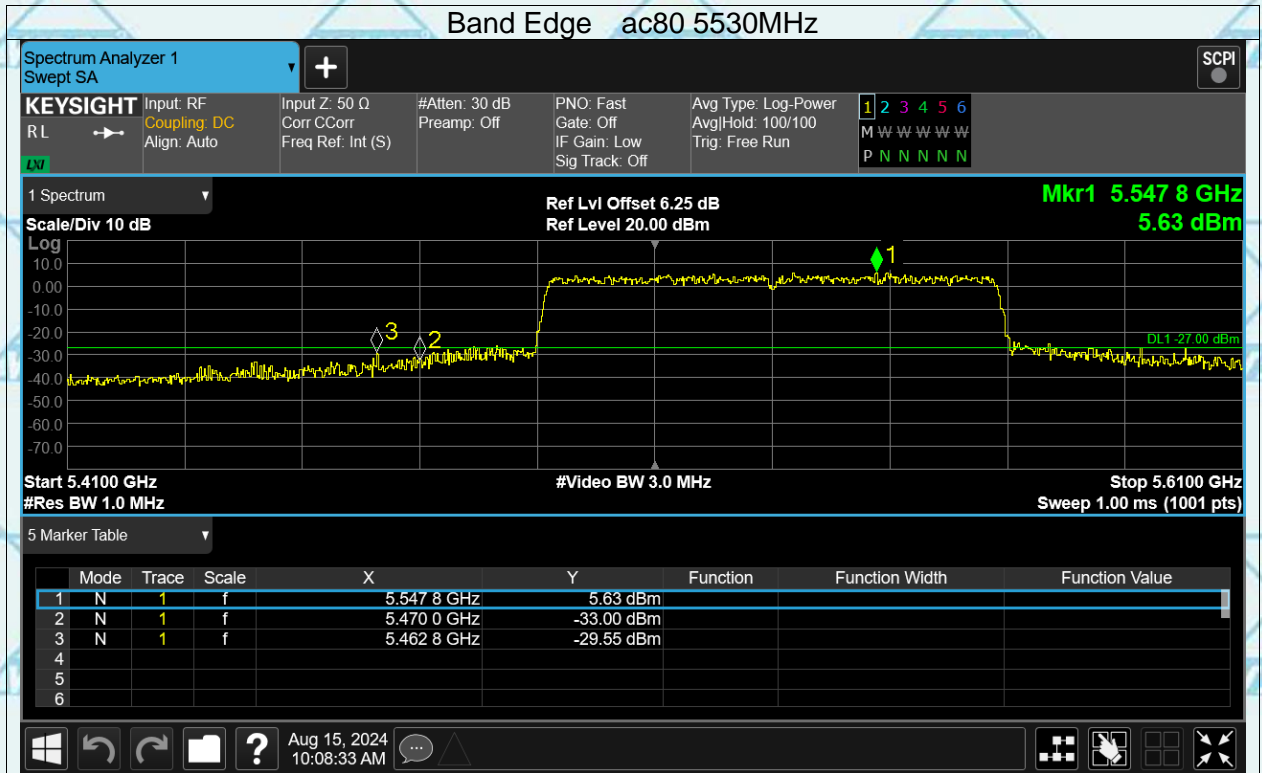 Band Edge ac80 5530MHz
Spectrum Analyzer 1
Swept SA
SCPI
KEYSIGHT
R L
LXI
Input: RF
Coupling: DC
Align: Auto
Input Z: 50 Ω
Corr CCorr
Freq Ref: Int (S)
#Atten: 30 dB
Preamp: Off
PNO: Fast
Gate: Off
IF Gain: Low
Sig Track: Off
Avg Type: Log-Power
Avg|Hold: 100/100
Trig: Free Run
1 2 3 4 5 6
M W W W W W
P N N N N N
1 Spectrum
Scale/Div 10 dB
Ref Lvl Offset 6.25 dB
Ref Level 20.00 dBm
Mkr1 5.547 8 GHz
5.63 dBm
Log
10.0
0.00
-10.0
-20.0
-30.0
-40.0
-50.0
-60.0
-70.0
1
3
2
DL1 -27.00 dBm
Start 5.4100 GHz
#Video BW 3.0 MHz
Stop 5.6100 GHz
#Res BW 1.0 MHz
Sweep 1.00 ms (1001 pts)
5 Marker Table
Mode Trace Scale X Y Function Function Width Function Value
1 N 1 f 5.547 8 GHz 5.63 dBm
2 N 1 f 5.470 0 GHz -33.00 dBm
3 N 1 f 5.462 8 GHz -29.55 dBm
4
5
6
Aug 15, 2024
10:08:33 AM